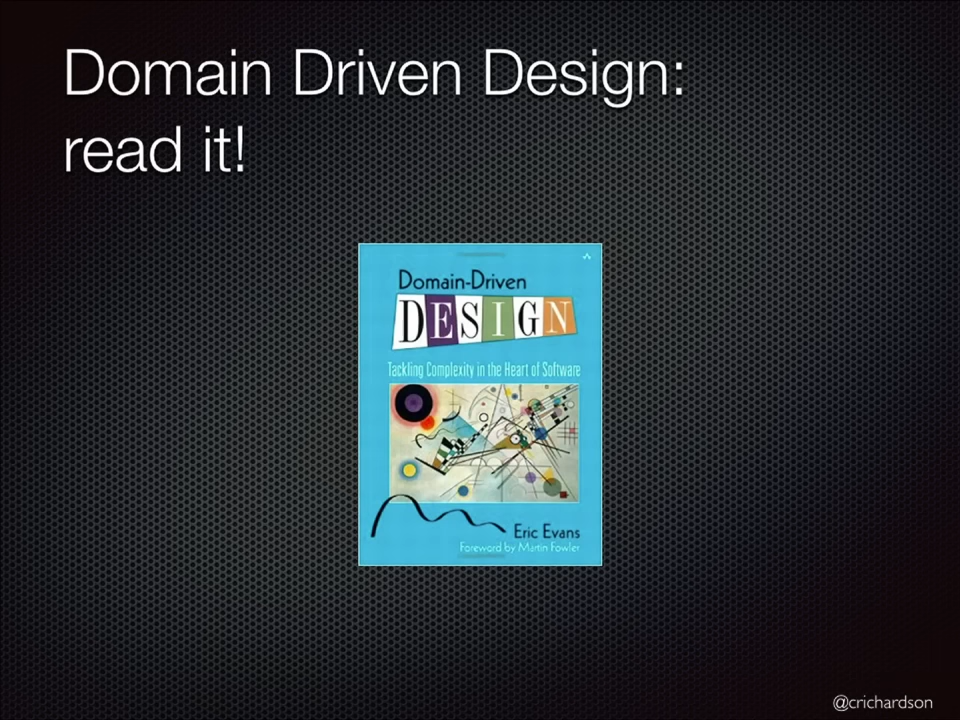 Domain Driven Design:
read it!
Domain-Driven
DESIGN
Tackling Complexity in the Heart of Software
Eric Evans
Foreword by Martin Fowler
@crichardson